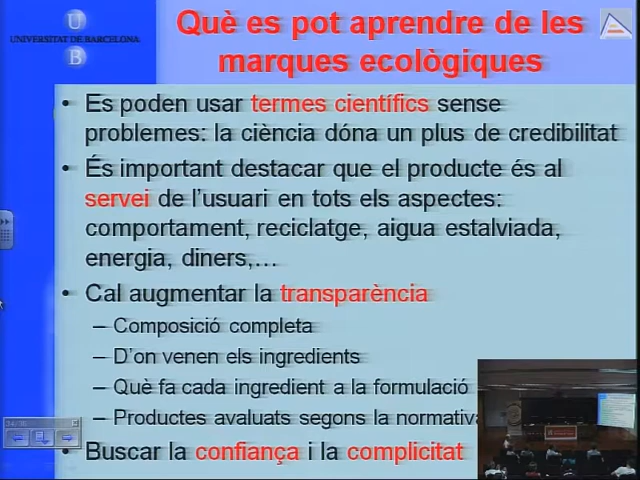 Què es pot aprendre de les
marques ecològiques
U
UNIVERSITAT DE BARCELONA
B
• Es poden usar termes científics sense
problemes: la ciència dóna un plus de credibilitat
• És important destacar que el producte és al
servei de l'usuari en tots els aspectes:
comportament, reciclatge, aigua estalviada,
energia, diners,…
• Cal augmentar la transparència
– Composició completa
– D'on venen els ingredients
– Què fa cada ingredient a la formulació
– Productes avaluats segons la normativa
• Buscar la confiança i la complicitat